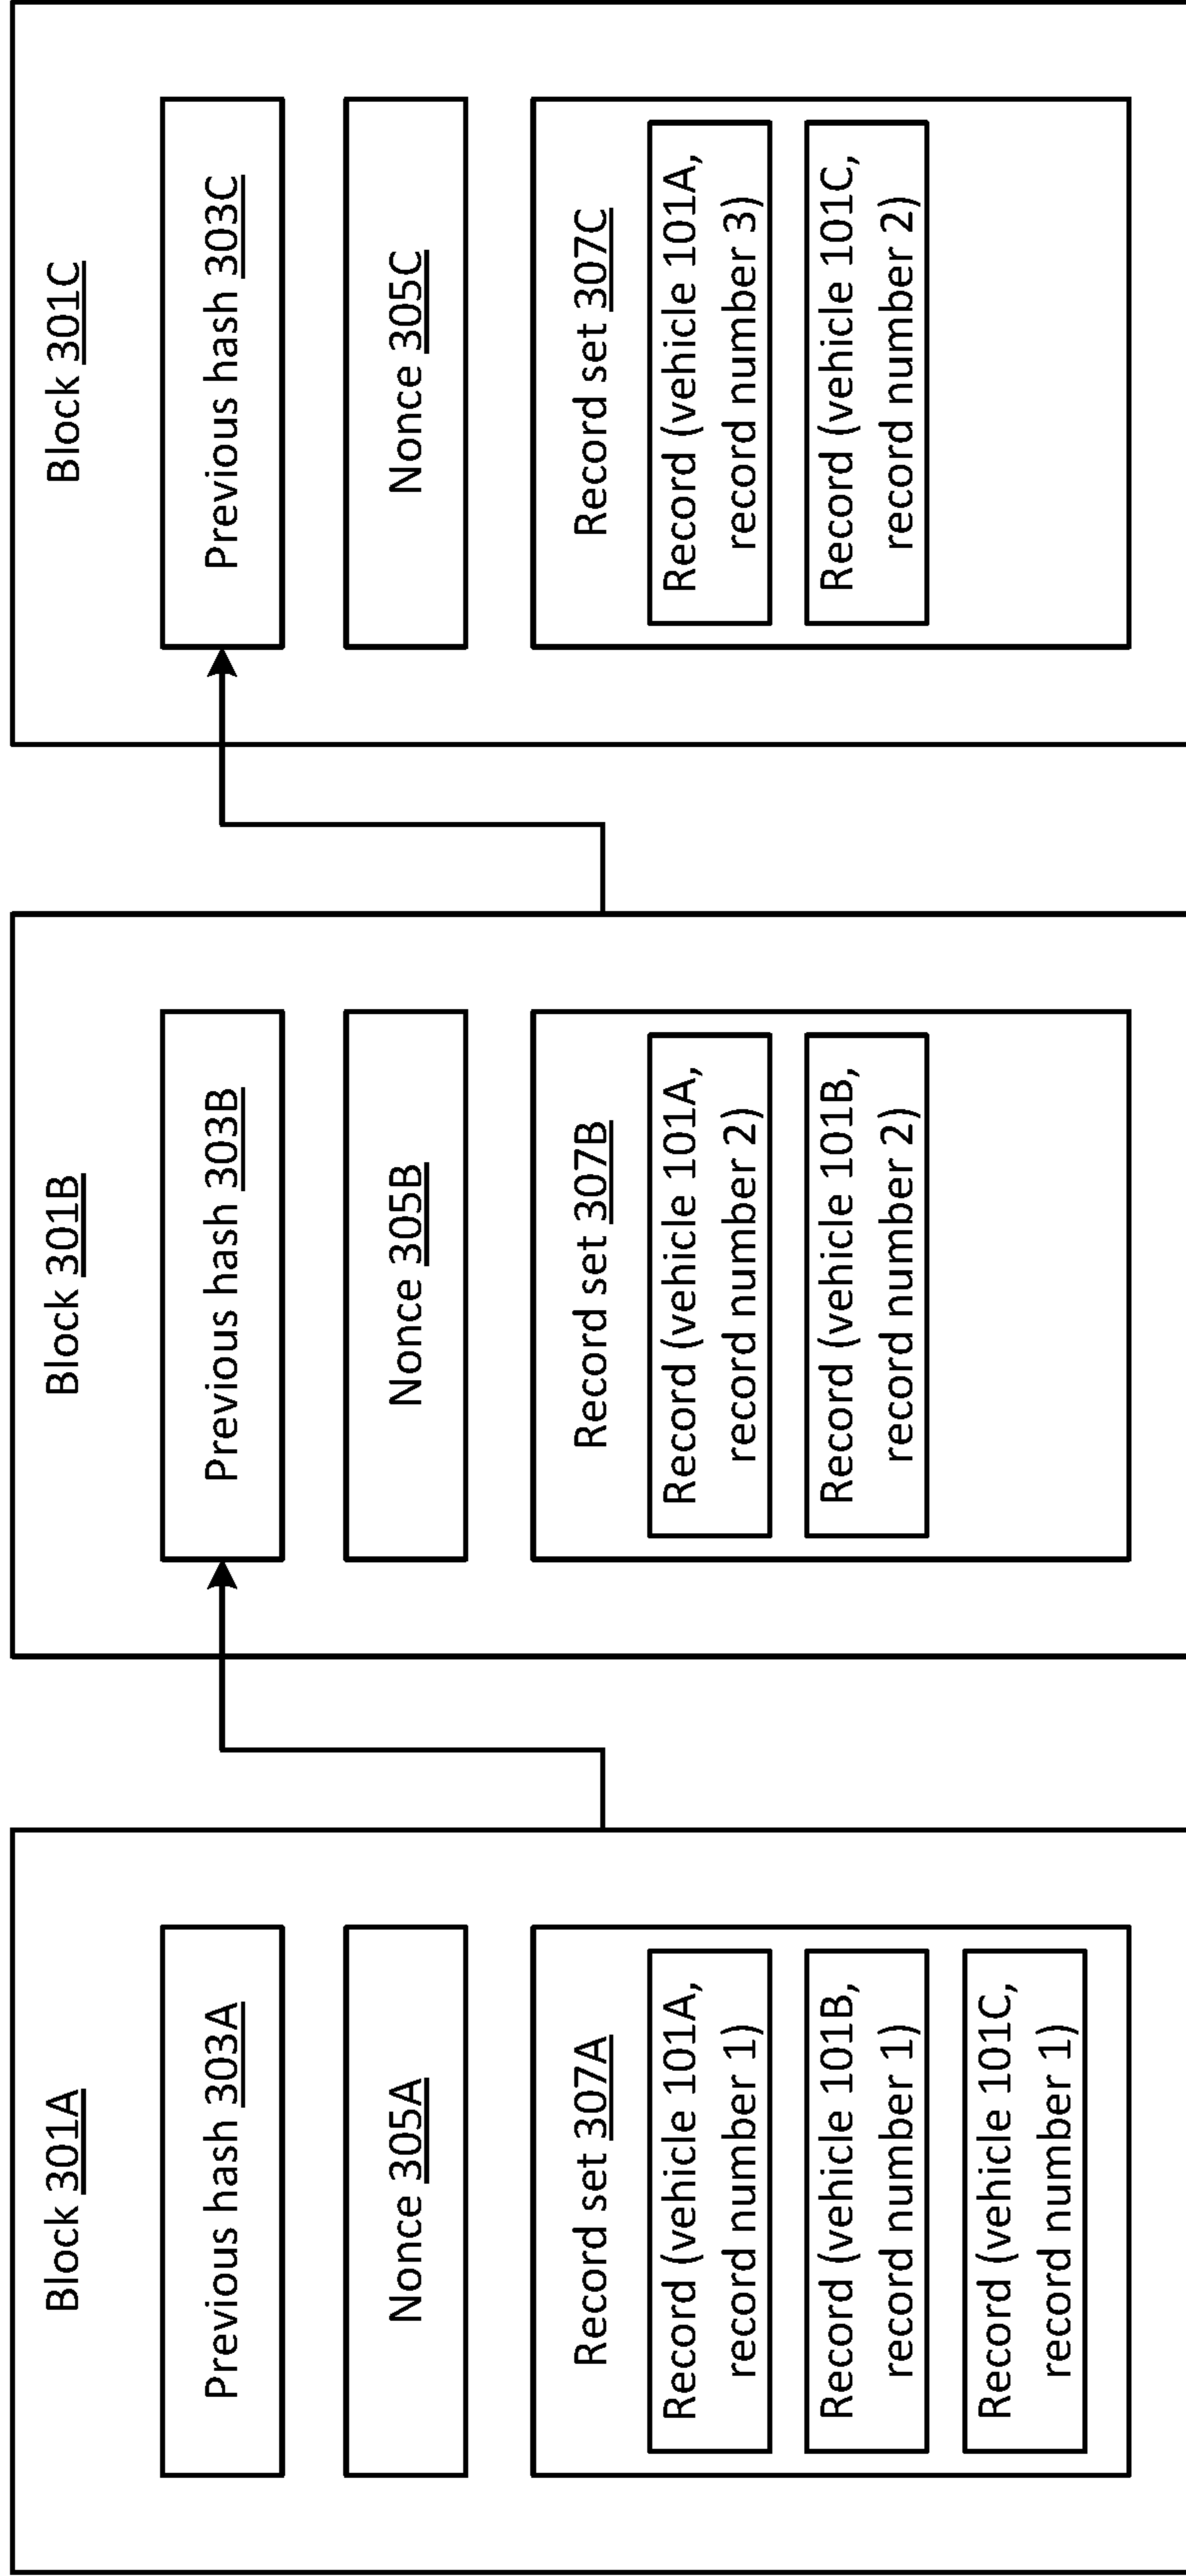 Block 301A
Previous hash 303A
Nonce 305A
Record set 307A
Record (vehicle 101A,
record number 1)
Record (vehicle 101B,
record number 1)
Record (vehicle 101C,
record number 1)
Block 301B
Previous hash 303B
Nonce 305B
Record set 307B
Record (vehicle 101A,
record number 2)
Record (vehicle 101B,
record number 2)
Block 301C
Previous hash 303C
Nonce 305C
Record set 307C
Record (vehicle 101A,
record number 3)
Record (vehicle 101C,
record number 2)